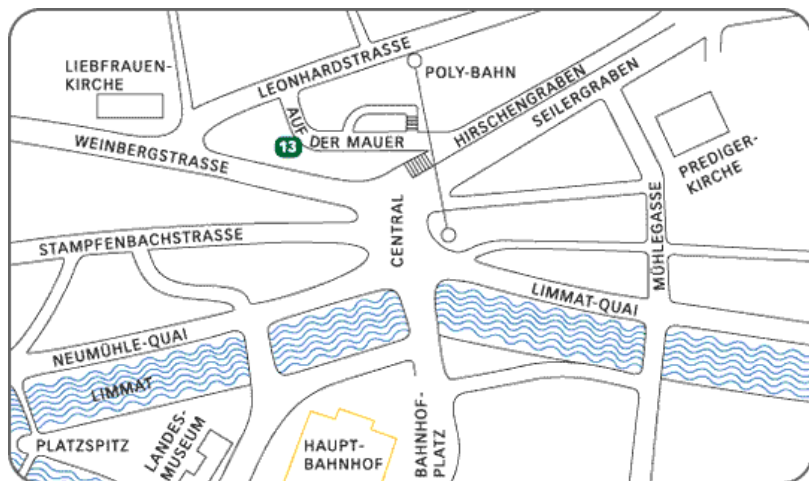 LIEBFRAUEN-
KIRCHE
LEONHARDSTRASSE
POLY-BAHN
AUF
DER MAUER
13
HIRSCHENGRABEN
SEILERGRABEN
WEINBERGSTRASSE
PREDIGER-
KIRCHE
STAMPFENBACHSTRASSE
CENTRAL
MÜHLEGASSE
LIMMAT-QUAI
NEUMÜHLE-QUAI
LIMMAT
PLATZSPITZ
LANDES-
MUSEUM
HAUPT-
BAHNHOF
BAHNHOF-
PLATZ